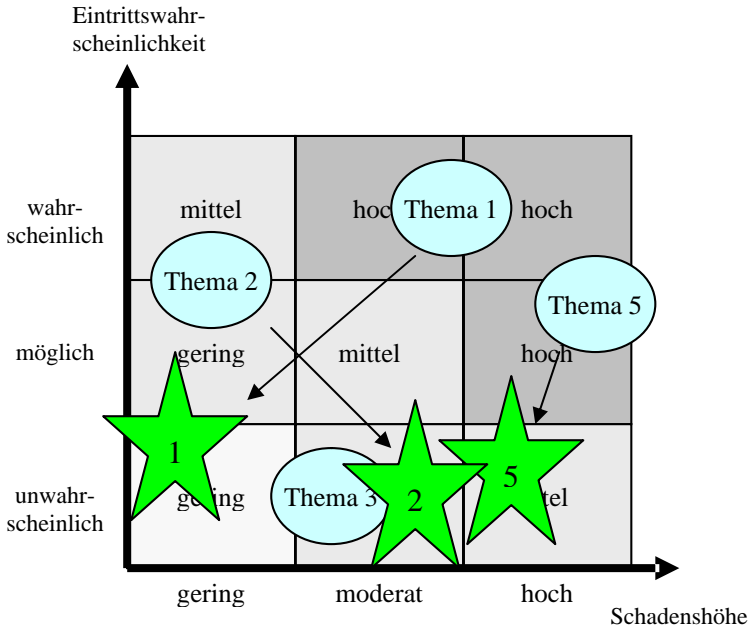 Eintrittswahr-
scheinlichkeit
wahr-
scheinlich
mittel
hoc
Thema 1
hoch
Thema 2
Thema 5
möglich
gering
mittel
hoch
1
unwahr-
scheinlich
Thema 3
2
5
gering
moderat
hoch
Schadenshöhe